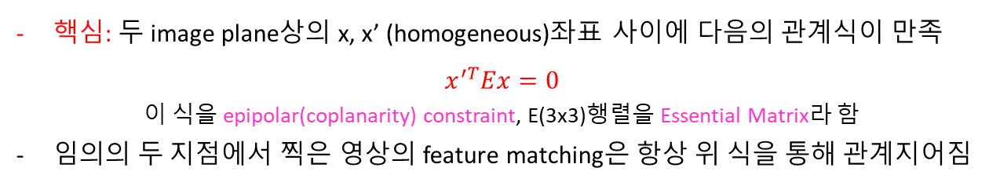 - 핵심: 두 image plane상의 x, x’ (homogeneous)좌표 사이에 다음의 관계식이 만족
x'ᵀEx = 0
이 식을 epipolar(coplanarity) constraint, E(3x3)행렬을 Essential Matrix라 함
- 임의의 두 지점에서 찍은 영상의 feature matching은 항상 위 식을 통해 관계지어짐